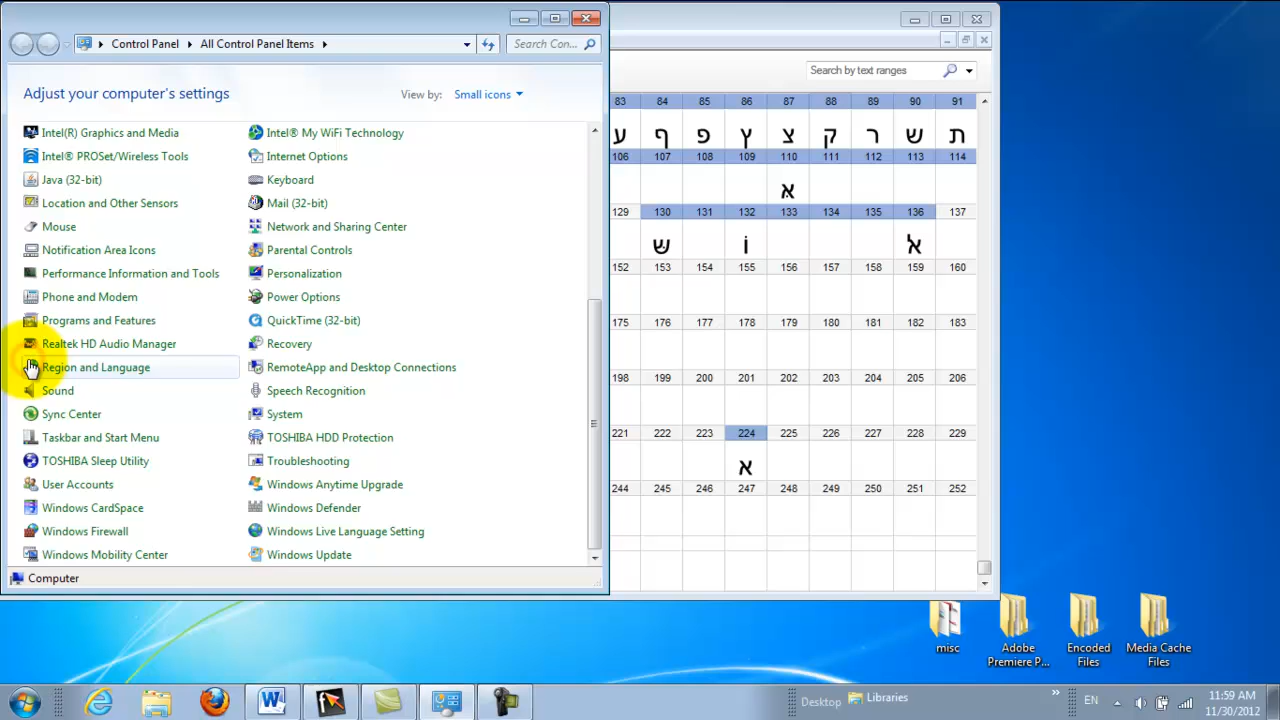 Control Panel
All Control Panel Items
Search Con...
Adjust your computer's settings
View by: Small icons
Intel(R) Graphics and Media
Intel® My WiFi Technology
Intel® PROSet/Wireless Tools
Internet Options
Java (32-bit)
Keyboard
Location and Other Sensors
Mail (32-bit)
Mouse
Network and Sharing Center
Notification Area Icons
Parental Controls
Performance Information and Tools
Personalization
Phone and Modem
Power Options
Programs and Features
QuickTime (32-bit)
Realtek HD Audio Manager
Recovery
Region and Language
RemoteApp and Desktop Connections
Sound
Speech Recognition
Sync Center
System
Taskbar and Start Menu
TOSHIBA HDD Protection
TOSHIBA Sleep Utility
Troubleshooting
User Accounts
Windows Anytime Upgrade
Windows CardSpace
Windows Defender
Windows Firewall
Windows Live Language Setting
Windows Mobility Center
Windows Update
Computer
Search by text ranges
83 84 85 86 87 88 89 90 91
ע ף פ ץ צ ק ר ש ת
106 107 108 109 110 111 112 113 114
אּ
129 130 131 132 133 134 135 136 137
שּׁ וֹ אֹ
152 153 154 155 156 157 158 159 160
175 176 177 178 179 180 181 182 183
198 199 200 201 202 203 204 205 206
221 222 223 224 225 226 227 228 229
א
244 245 246 247 248 249 250 251 252
misc
Adobe Premiere P...
Encoded Files
Media Cache Files
Desktop
Libraries
»
EN
11:59 AM
11/30/2012